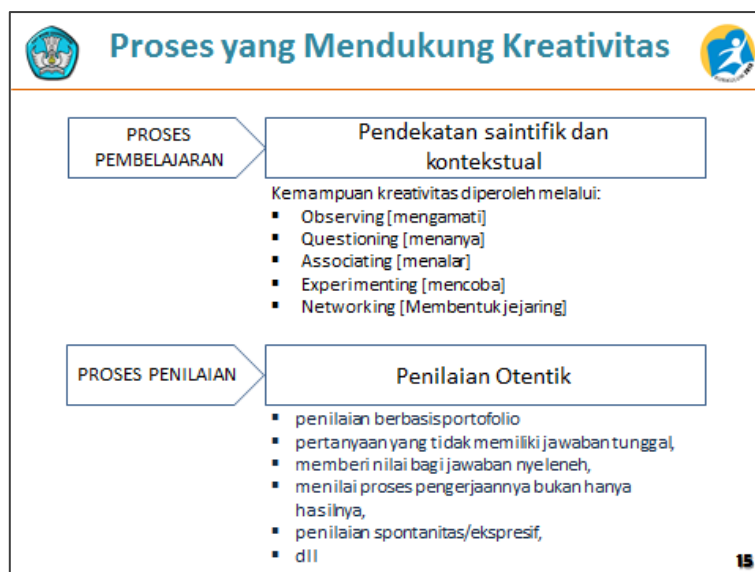 Proses yang Mendukung Kreativitas
PROSES
PEMBELAJARAN
Pendekatan saintifik dan
kontekstual
Kemampuan kreativitas diperoleh melalui:
▪ Observing [mengamati]
▪ Questioning [menanya]
▪ Associating [menalar]
▪ Experimenting [mencoba]
▪ Networking [Membentuk jejaring]
PROSES PENILAIAN
Penilaian Otentik
▪ penilaian berbasis portofolio
▪ pertanyaan yang tidak memiliki jawaban tunggal,
▪ memberi nilai bagi jawaban nyeleneh,
▪ menilai proses pengerjaannya bukan hanya
hasilnya,
▪ penilaian spontanitas/ekspresif,
▪ dll
15